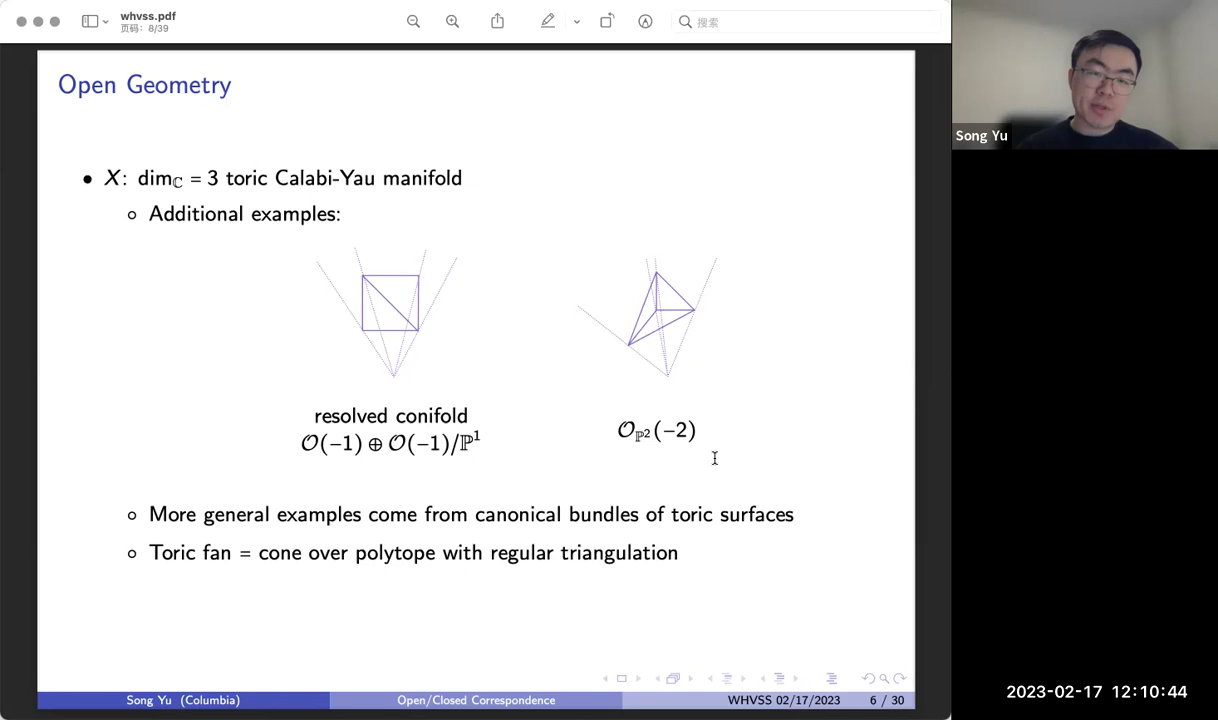 whvss.pdf
页码：8/39
搜索
Open Geometry
• X: dim_ℂ = 3 toric Calabi-Yau manifold
∘ Additional examples:
resolved conifold
𝒪(−1) ⊕ 𝒪(−1)/ℙ¹
𝒪_ℙ²(−2)
∘ More general examples come from canonical bundles of toric surfaces
∘ Toric fan = cone over polytope with regular triangulation
Song Yu (Columbia)
Open/Closed Correspondence
WHVSS 02/17/2023
6 / 30
Song Yu
2023-02-17 12:10:44